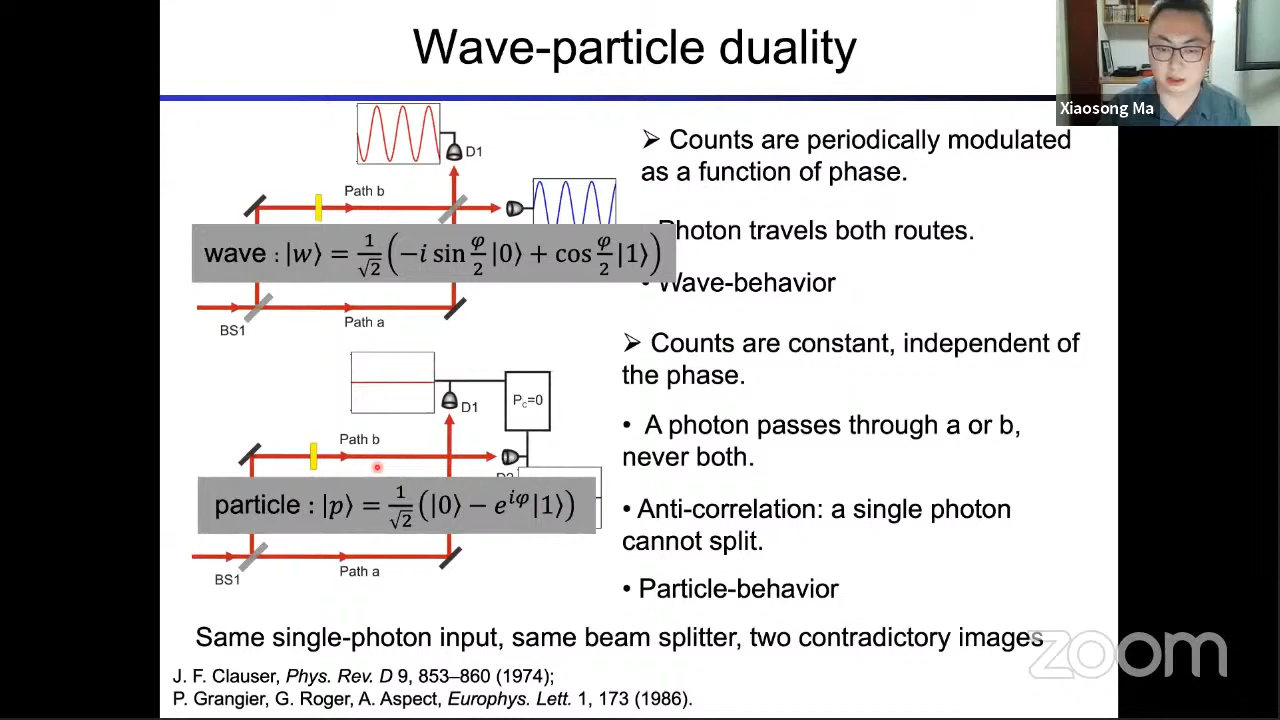 Wave-particle duality
Xiaosong Ma
D1
Path b
➢ Counts are periodically modulated
as a function of phase.
wave : |w⟩ = 1/√2 (−i sin φ/2 |0⟩ + cos φ/2 |1⟩)
Photon travels both routes.
• Wave-behavior
BS1
Path a
➢ Counts are constant, independent of
the phase.
D1
Pc=0
Path b
• A photon passes through a or b,
never both.
particle : |p⟩ = 1/√2 (|0⟩ − e^{iφ}|1⟩)
• Anti-correlation: a single photon
cannot split.
BS1
Path a
• Particle-behavior
Same single-photon input, same beam splitter, two contradictory images
zoom
J. F. Clauser, Phys. Rev. D 9, 853–860 (1974);
P. Grangier, G. Roger, A. Aspect, Europhys. Lett. 1, 173 (1986).